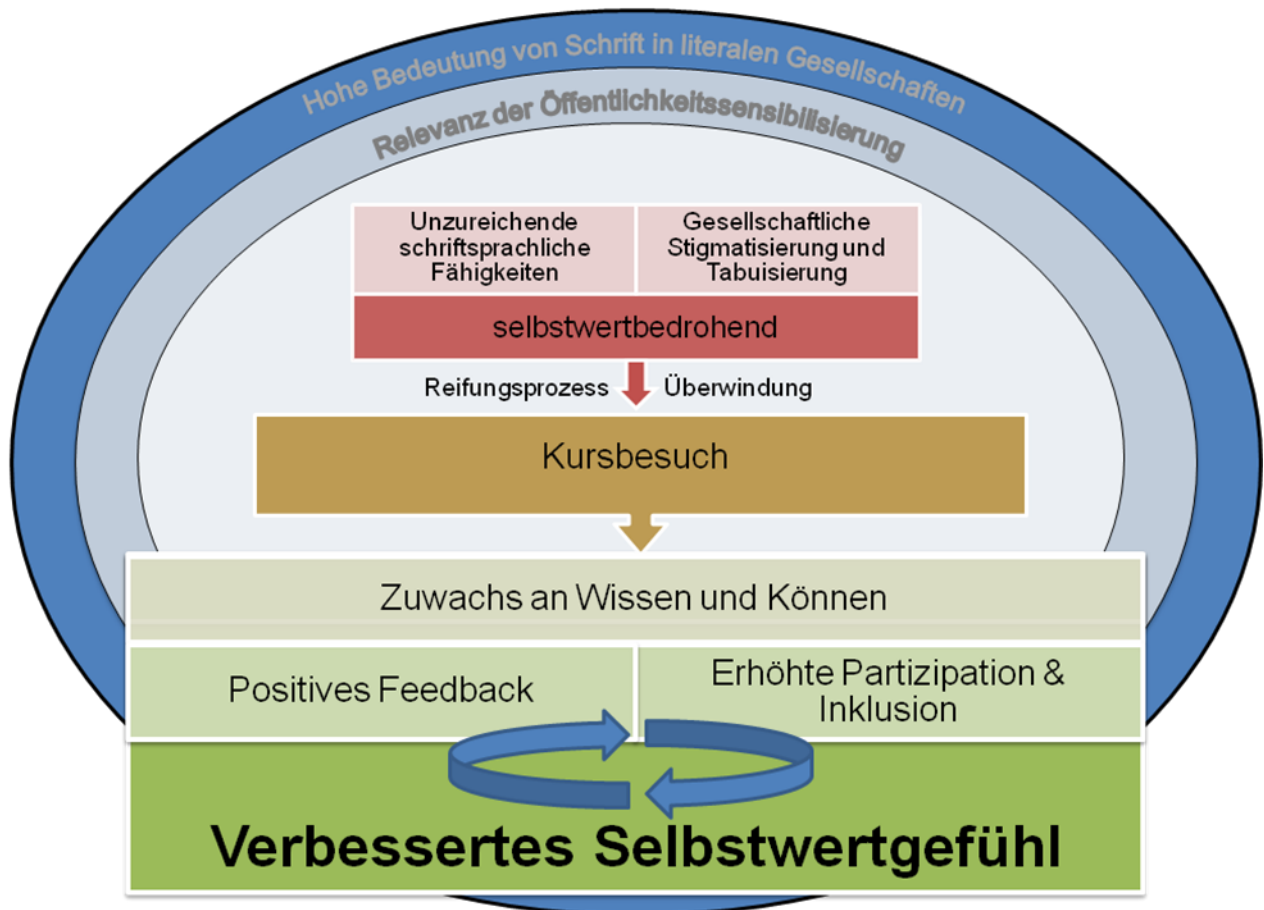 Hohe Bedeutung von Schrift in literalen Gesellschaften
Relevanz der Öffentlichkeitssensibilisierung
Unzureichende
schriftsprachliche
Fähigkeiten
Gesellschaftliche
Stigmatisierung und
Tabuisierung
selbstwertbedrohend
Reifungsprozess
Überwindung
Kursbesuch
Zuwachs an Wissen und Können
Positives Feedback
Erhöhte Partizipation &
Inklusion
Verbessertes Selbstwertgefühl